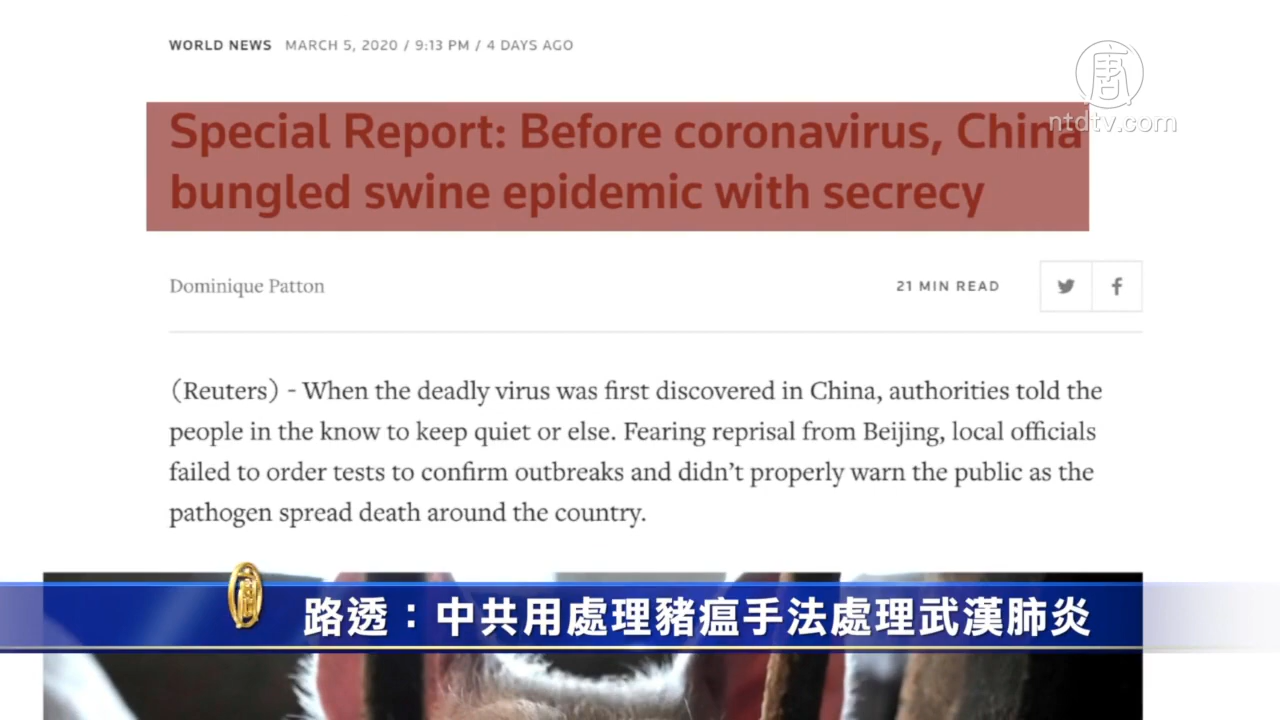 WORLD NEWS MARCH 5, 2020 / 9:13 PM / 4 DAYS AGO
唐
ntdtv.com
Special Report: Before coronavirus, China
bungled swine epidemic with secrecy
Dominique Patton
21 MIN READ
(Reuters) - When the deadly virus was first discovered in China, authorities told the
people in the know to keep quiet or else. Fearing reprisal from Beijing, local officials
failed to order tests to confirm outbreaks and didn’t properly warn the public as the
pathogen spread death around the country.
路透：中共用處理豬瘟手法處理武漢肺炎